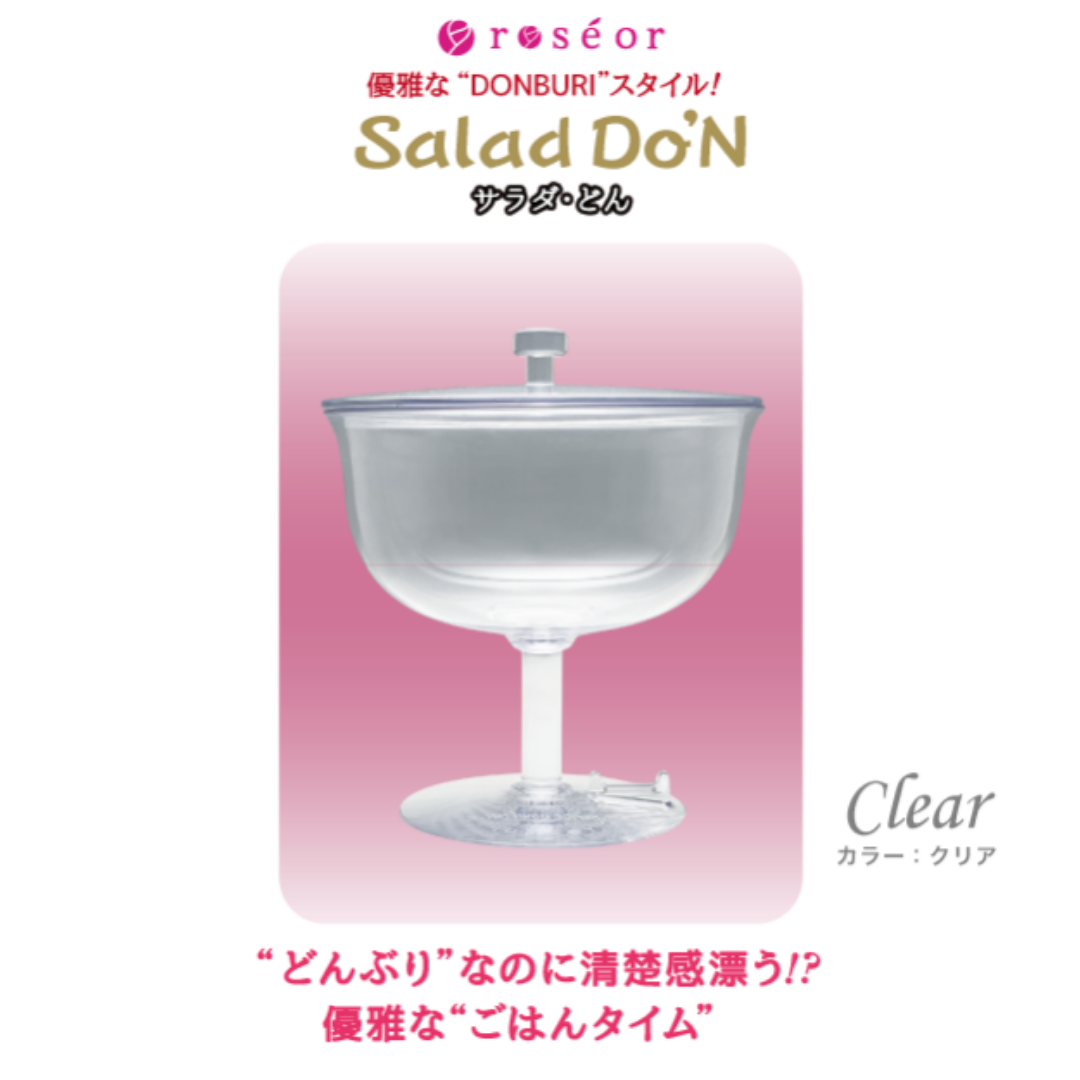 roséor
優雅な “DONBURI”スタイル!
Salad Do'N
サラダ・どん
Clear
カラー：クリア
“どんぶり”なのに清楚感漂う!?
優雅な“ごはんタイム”